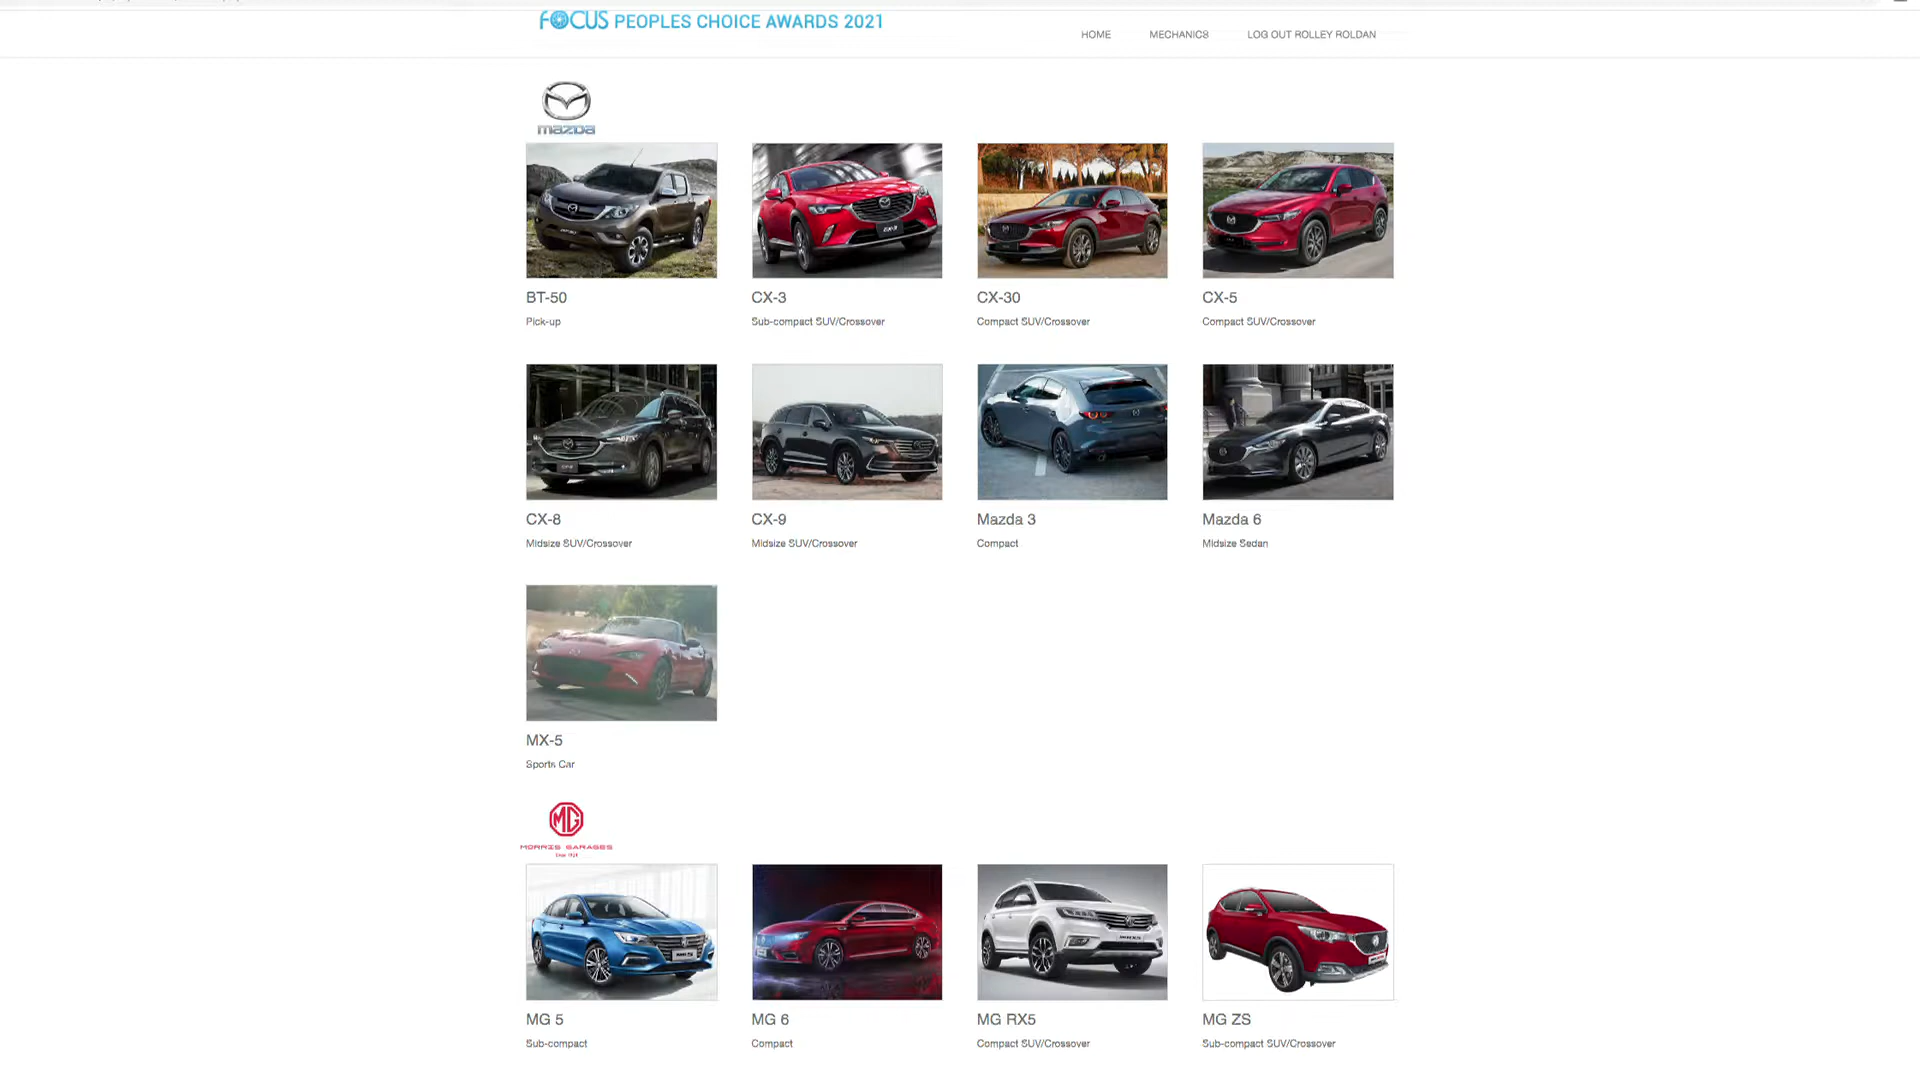 FOCUS PEOPLES CHOICE AWARDS 2021
HOME MECHANICS LOG OUT ROLLEY ROLDAN
mazda
BT-50 CX-3 CX-30 CX-5
Pick-up Sub-compact SUV/Crossover Compact SUV/Crossover Compact SUV/Crossover
CX-8 CX-9 Mazda 3 Mazda 6
Midsize SUV/Crossover Midsize SUV/Crossover Compact Midsize Sedan
MX-5
Sports Car
MG
MORRIS GARAGES
MG 5 MG 6 MG RX5 MG ZS
Sub-compact Compact Compact SUV/Crossover Sub-compact SUV/Crossover